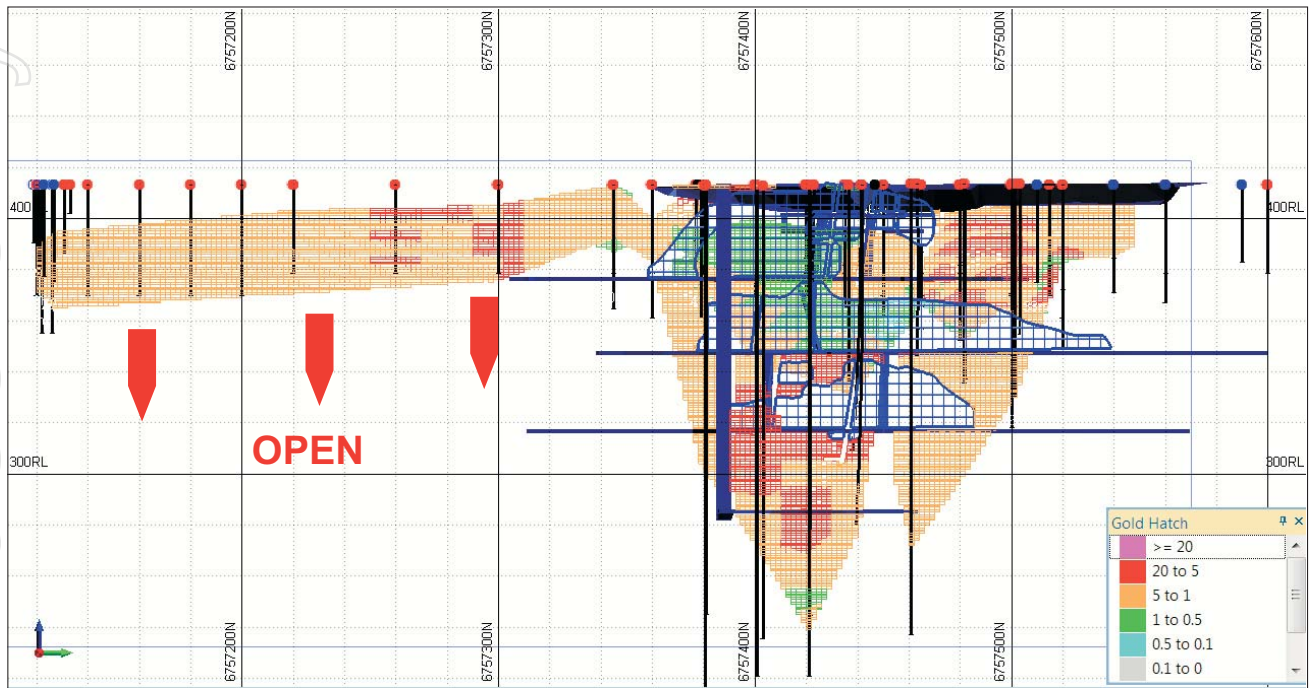 6757200N
6757300N
6757400N
6757500N
6757600N
400RL
400RL
OPEN
300RL
300RL
Gold Hatch
>= 20
20 to 5
5 to 1
1 to 0.5
0.5 to 0.1
0.1 to 0
6757200N
6757300N
6757400N
6757500N